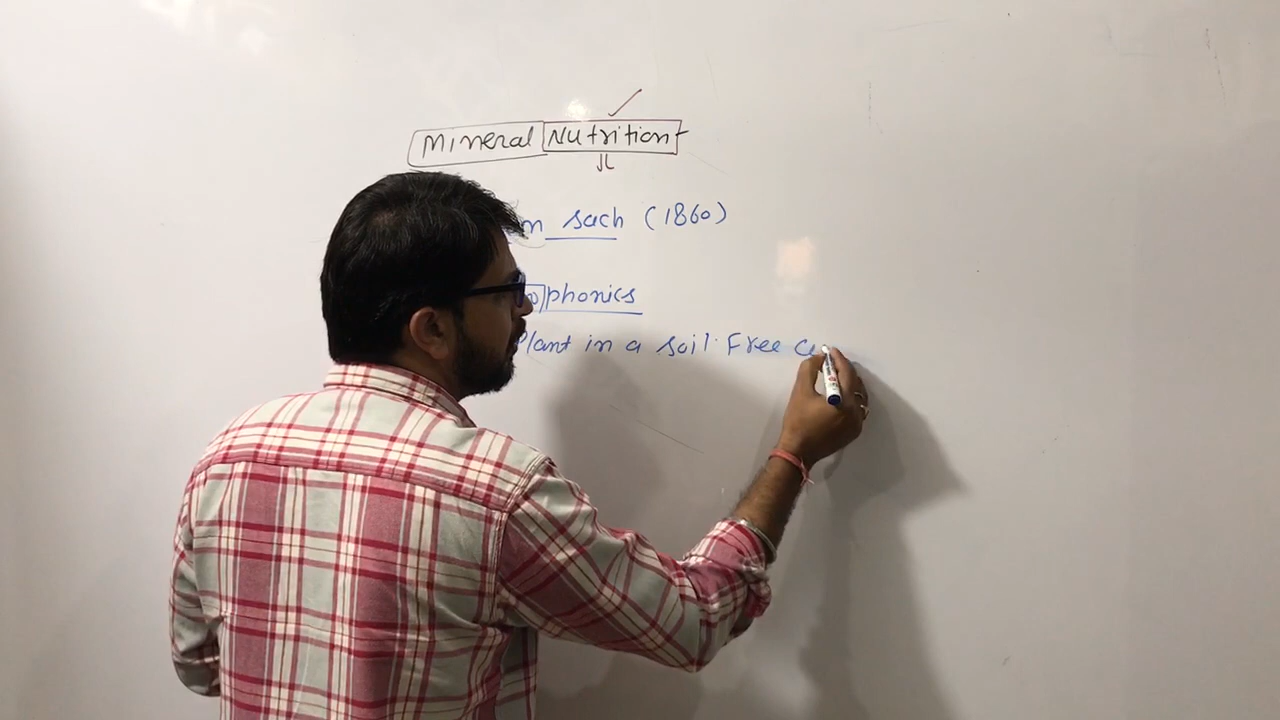 Mineral Nutrition
sach (1860)
phonics
Plant in a soil Free